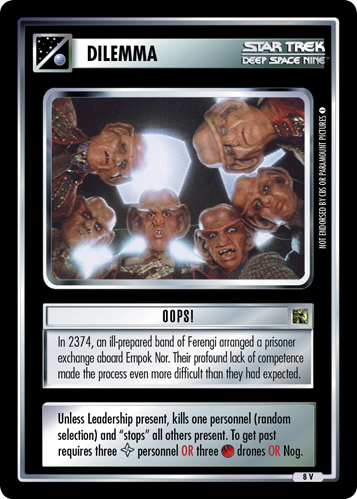 DILEMMA
STAR TREK
DEEP SPACE NINE™
NOT ENDORSED BY CBS OR PARAMOUNT PICTURES
OOPS!
In 2374, an ill-prepared band of Ferengi arranged a prisoner
exchange aboard Empok Nor. Their profound lack of competence
made the process even more difficult than they had expected.
Unless Leadership present, kills one personnel (random
selection) and "stops" all others present. To get past
requires three personnel OR three drones OR Nog.
8 V